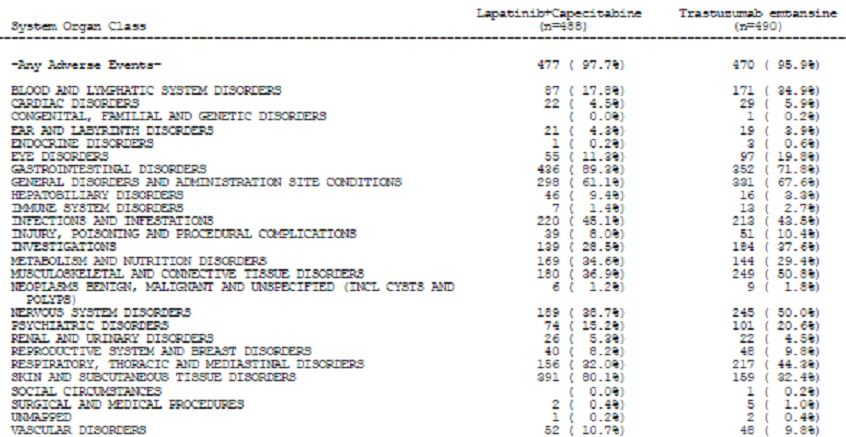 Lapatinib+Capecitabine Trastuzumab emtansine
System Organ Class (n=488) (n=490)
-Any Adverse Events- 477 ( 97.7%) 470 ( 95.9%)
BLOOD AND LYMPHATIC SYSTEM DISORDERS 87 ( 17.8%) 171 ( 34.9%)
CARDIAC DISORDERS 22 ( 4.5%) 29 ( 5.9%)
CONGENITAL, FAMILIAL AND GENETIC DISORDERS ( 0.0%) 1 ( 0.2%)
EAR AND LABYRINTH DISORDERS 21 ( 4.3%) 19 ( 3.9%)
ENDOCRINE DISORDERS 1 ( 0.2%) 3 ( 0.6%)
EYE DISORDERS 55 ( 11.3%) 97 ( 19.8%)
GASTROINTESTINAL DISORDERS 436 ( 89.3%) 352 ( 71.8%)
GENERAL DISORDERS AND ADMINISTRATION SITE CONDITIONS 298 ( 61.1%) 331 ( 67.6%)
HEPATOBILIARY DISORDERS 46 ( 9.4%) 16 ( 3.3%)
IMMUNE SYSTEM DISORDERS 7 ( 1.4%) 13 ( 2.7%)
INFECTIONS AND INFESTATIONS 220 ( 45.1%) 213 ( 43.5%)
INJURY, POISONING AND PROCEDURAL COMPLICATIONS 39 ( 8.0%) 51 ( 10.4%)
INVESTIGATIONS 139 ( 28.5%) 184 ( 37.6%)
METABOLISM AND NUTRITION DISORDERS 169 ( 34.6%) 144 ( 29.4%)
MUSCULOSKELETAL AND CONNECTIVE TISSUE DISORDERS 180 ( 36.9%) 249 ( 50.8%)
NEOPLASMS BENIGN, MALIGNANT AND UNSPECIFIED (INCL CYSTS AND 6 ( 1.2%) 9 ( 1.8%)
POLYPS)
NERVOUS SYSTEM DISORDERS 189 ( 38.7%) 245 ( 50.0%)
PSYCHIATRIC DISORDERS 74 ( 15.2%) 101 ( 20.6%)
RENAL AND URINARY DISORDERS 26 ( 5.3%) 22 ( 4.5%)
REPRODUCTIVE SYSTEM AND BREAST DISORDERS 40 ( 8.2%) 48 ( 9.8%)
RESPIRATORY, THORACIC AND MEDIASTINAL DISORDERS 156 ( 32.0%) 217 ( 44.3%)
SKIN AND SUBCUTANEOUS TISSUE DISORDERS 391 ( 80.1%) 159 ( 32.4%)
SOCIAL CIRCUMSTANCES ( 0.0%) 1 ( 0.2%)
SURGICAL AND MEDICAL PROCEDURES 2 ( 0.4%) 5 ( 1.0%)
UNMAPPED 1 ( 0.2%) 2 ( 0.4%)
VASCULAR DISORDERS 52 ( 10.7%) 48 ( 9.8%)